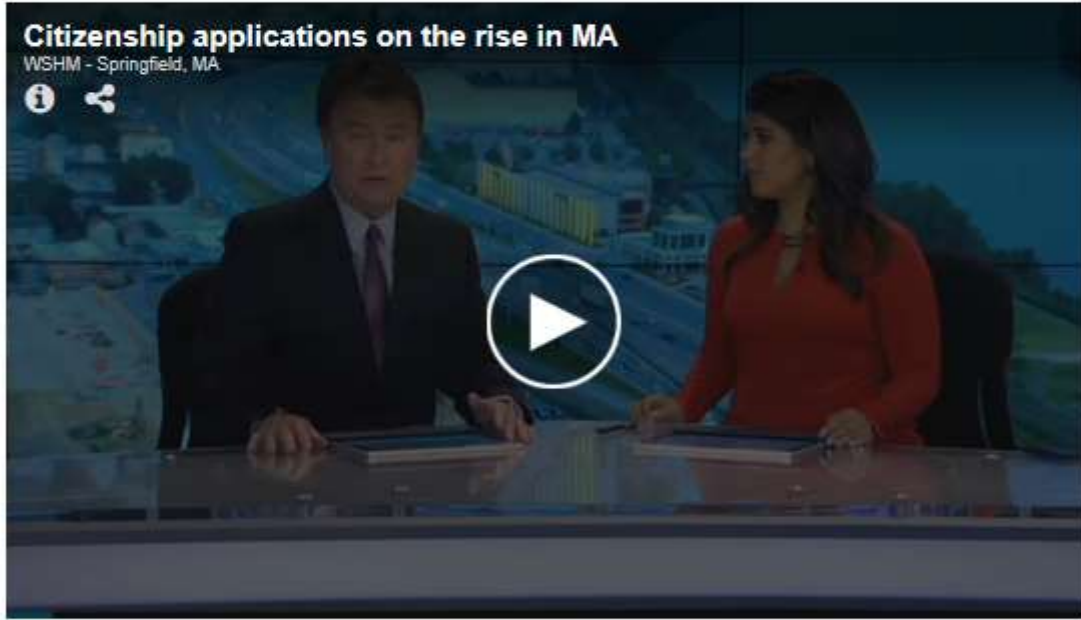 Citizenship applications on the rise in MA
WSHM - Springfield, MA